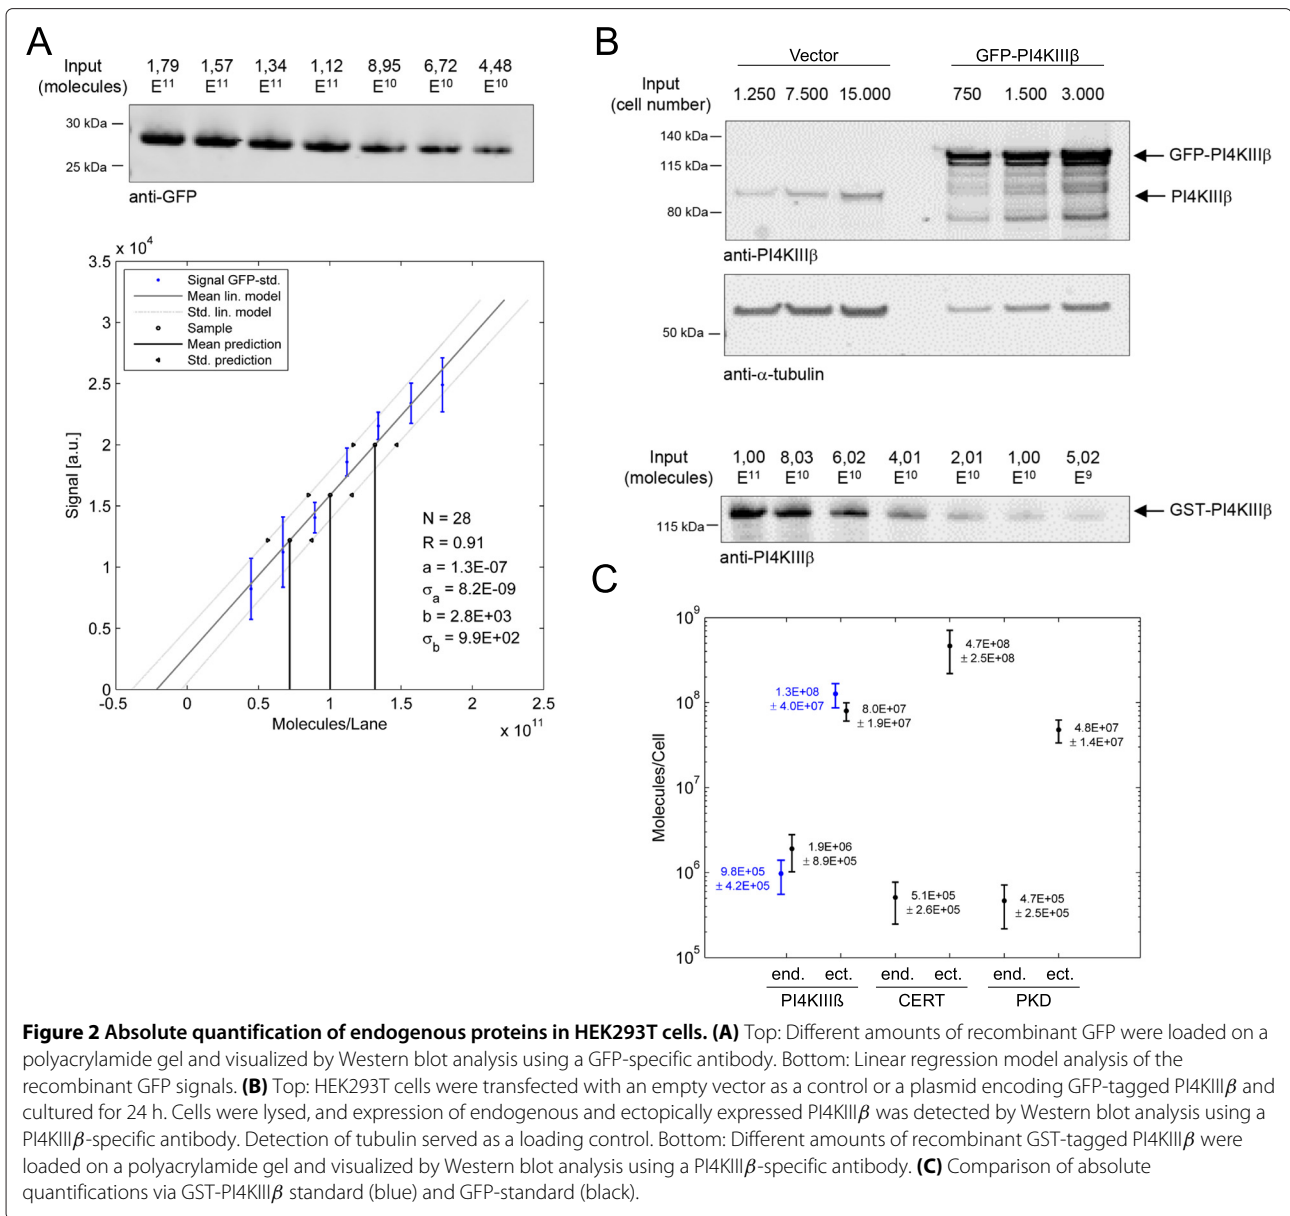 A
Input
(molecules)
1,79 1,57 1,34 1,12 8,95 6,72 4,48
E11 E11 E11 E11 E10 E10 E10
30 kDa
25 kDa
anti-GFP
x 10^4
3.5
3
2.5
2
1.5
1
0.5
0
Signal [a.u.]
Signal GFP-std.
Mean lin. model
Std. lin. model
Sample
Mean prediction
Std. prediction
N = 28
R = 0.91
a = 1.3E-07
σa = 8.2E-09
b = 2.8E+03
σb = 9.9E+02
-0.5 0 0.5 1 1.5 2 2.5
Molecules/Lane
x 10^11
B
Vector GFP-PI4KIIIβ
Input
(cell number)
1.250 7.500 15.000 750 1.500 3.000
140 kDa
115 kDa
80 kDa
GFP-PI4KIIIβ
PI4KIIIβ
anti-PI4KIIIβ
50 kDa
anti-α-tubulin
Input
(molecules)
1,00 8,03 6,02 4,01 2,01 1,00 5,02
E11 E10 E10 E10 E10 E10 E9
115 kDa
GST-PI4KIIIβ
anti-PI4KIIIβ
C
10^9
10^8
10^7
10^6
10^5
Molecules/Cell
4.7E+08
± 2.5E+08
1.3E+08
± 4.0E+07
8.0E+07
± 1.9E+07
4.8E+07
± 1.4E+07
1.9E+06
± 8.9E+05
9.8E+05
± 4.2E+05
5.1E+05
± 2.6E+05
4.7E+05
± 2.5E+05
end. ect. end. ect. end. ect.
PI4KIIIß CERT PKD
Figure 2 Absolute quantification of endogenous proteins in HEK293T cells. (A) Top: Different amounts of recombinant GFP were loaded on a
polyacrylamide gel and visualized by Western blot analysis using a GFP-specific antibody. Bottom: Linear regression model analysis of the
recombinant GFP signals. (B) Top: HEK293T cells were transfected with an empty vector as a control or a plasmid encoding GFP-tagged PI4KIIIβ and
cultured for 24 h. Cells were lysed, and expression of endogenous and ectopically expressed PI4KIIIβ was detected by Western blot analysis using a
PI4KIIIβ-specific antibody. Detection of tubulin served as a loading control. Bottom: Different amounts of recombinant GST-tagged PI4KIIIβ were
loaded on a polyacrylamide gel and visualized by Western blot analysis using a PI4KIIIβ-specific antibody. (C) Comparison of absolute
quantifications via GST-PI4KIIIβ standard (blue) and GFP-standard (black).